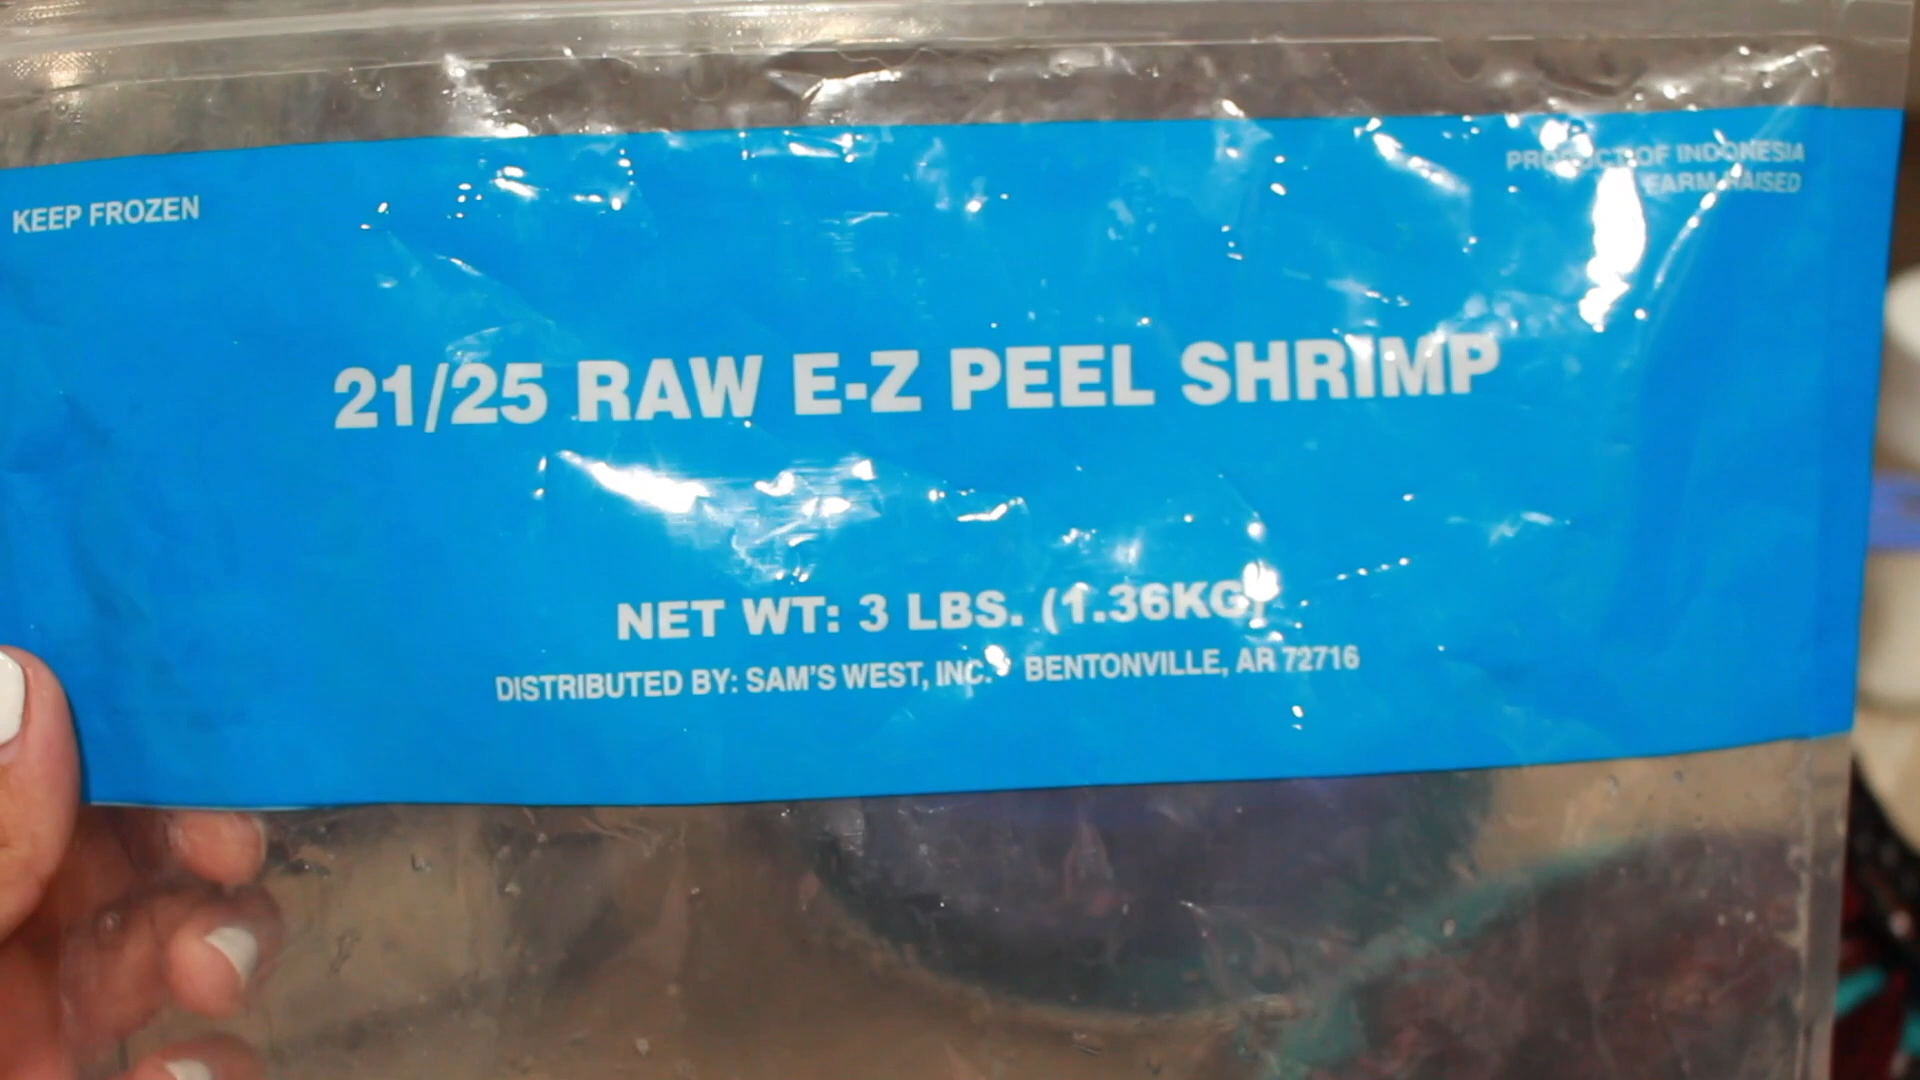 KEEP FROZEN
PRODUCT OF INDONESIA
FARM RAISED
21/25 RAW E-Z PEEL SHRIMP
NET WT: 3 LBS. (1.36KG)
DISTRIBUTED BY: SAM'S WEST, INC. • BENTONVILLE, AR 72716